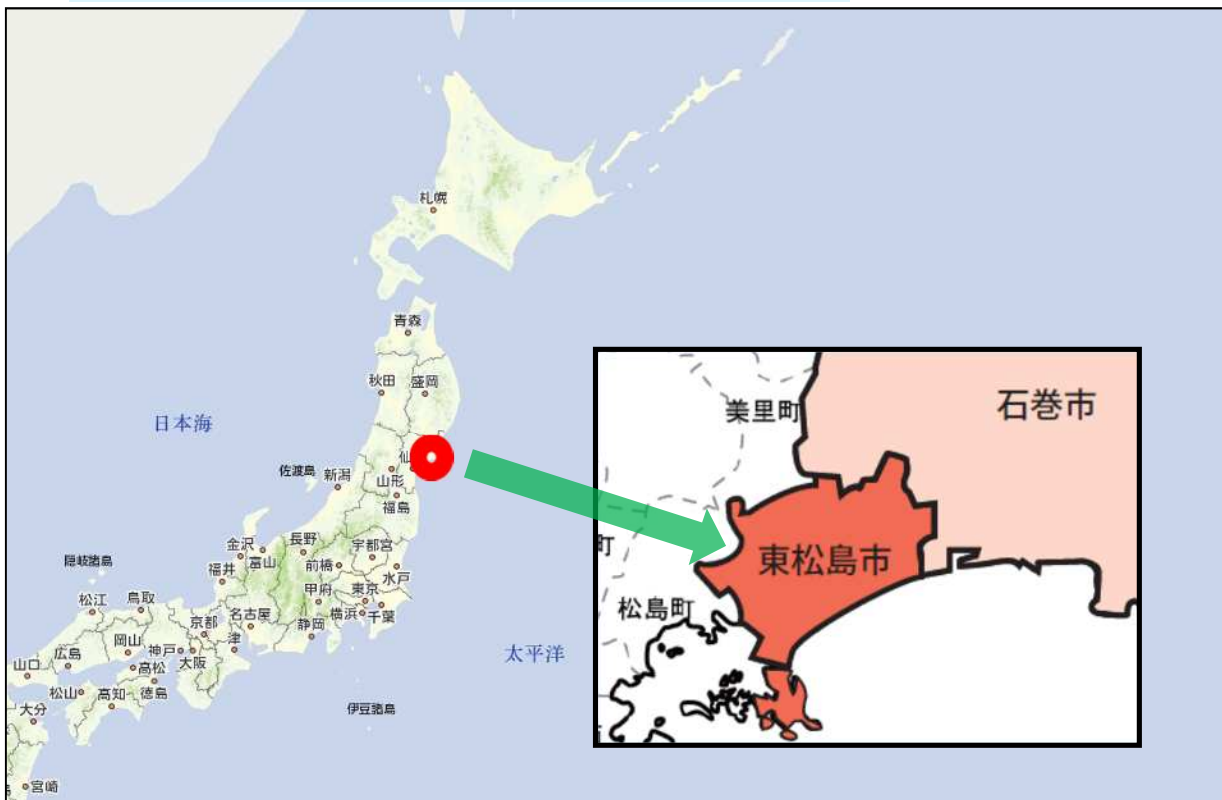 札幌
青森
秋田
盛岡
日本海
仙
佐渡島
新潟
山形
福島
金沢
富山
長野
宇都宮
隠岐諸島
福井
前橋
水戸
松江
鳥取
甲府
東京
京都
名古屋
横浜
千葉
岡山
津
静岡
広島
神戸
大阪
太平洋
山口
高松
松山
高知
徳島
大分
伊豆諸島
宮崎
石巻市
美里町
町
東松島市
松島町